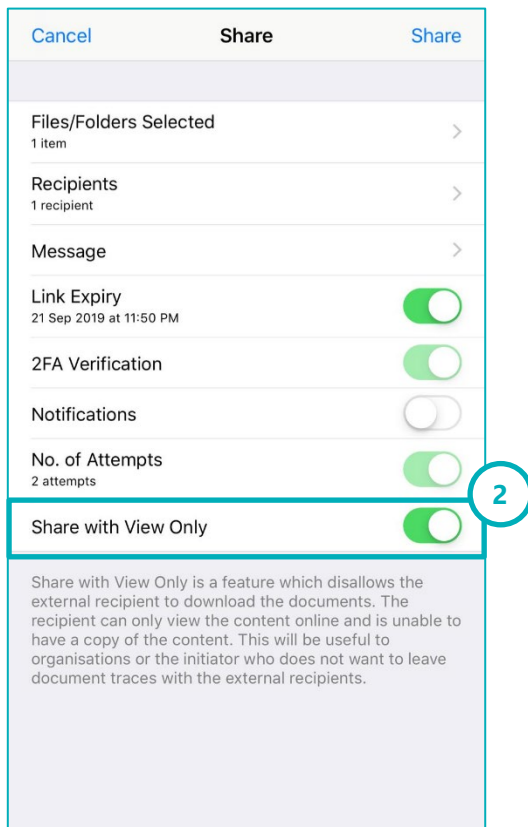 Cancel Share Share
Files/Folders Selected
1 item
Recipients
1 recipient
Message
Link Expiry
21 Sep 2019 at 11:50 PM
2FA Verification
Notifications
No. of Attempts
2 attempts
2
Share with View Only
Share with View Only is a feature which disallows the
external recipient to download the documents. The
recipient can only view the content online and is unable to
have a copy of the content. This will be useful to
organisations or the initiator who does not want to leave
document traces with the external recipients.